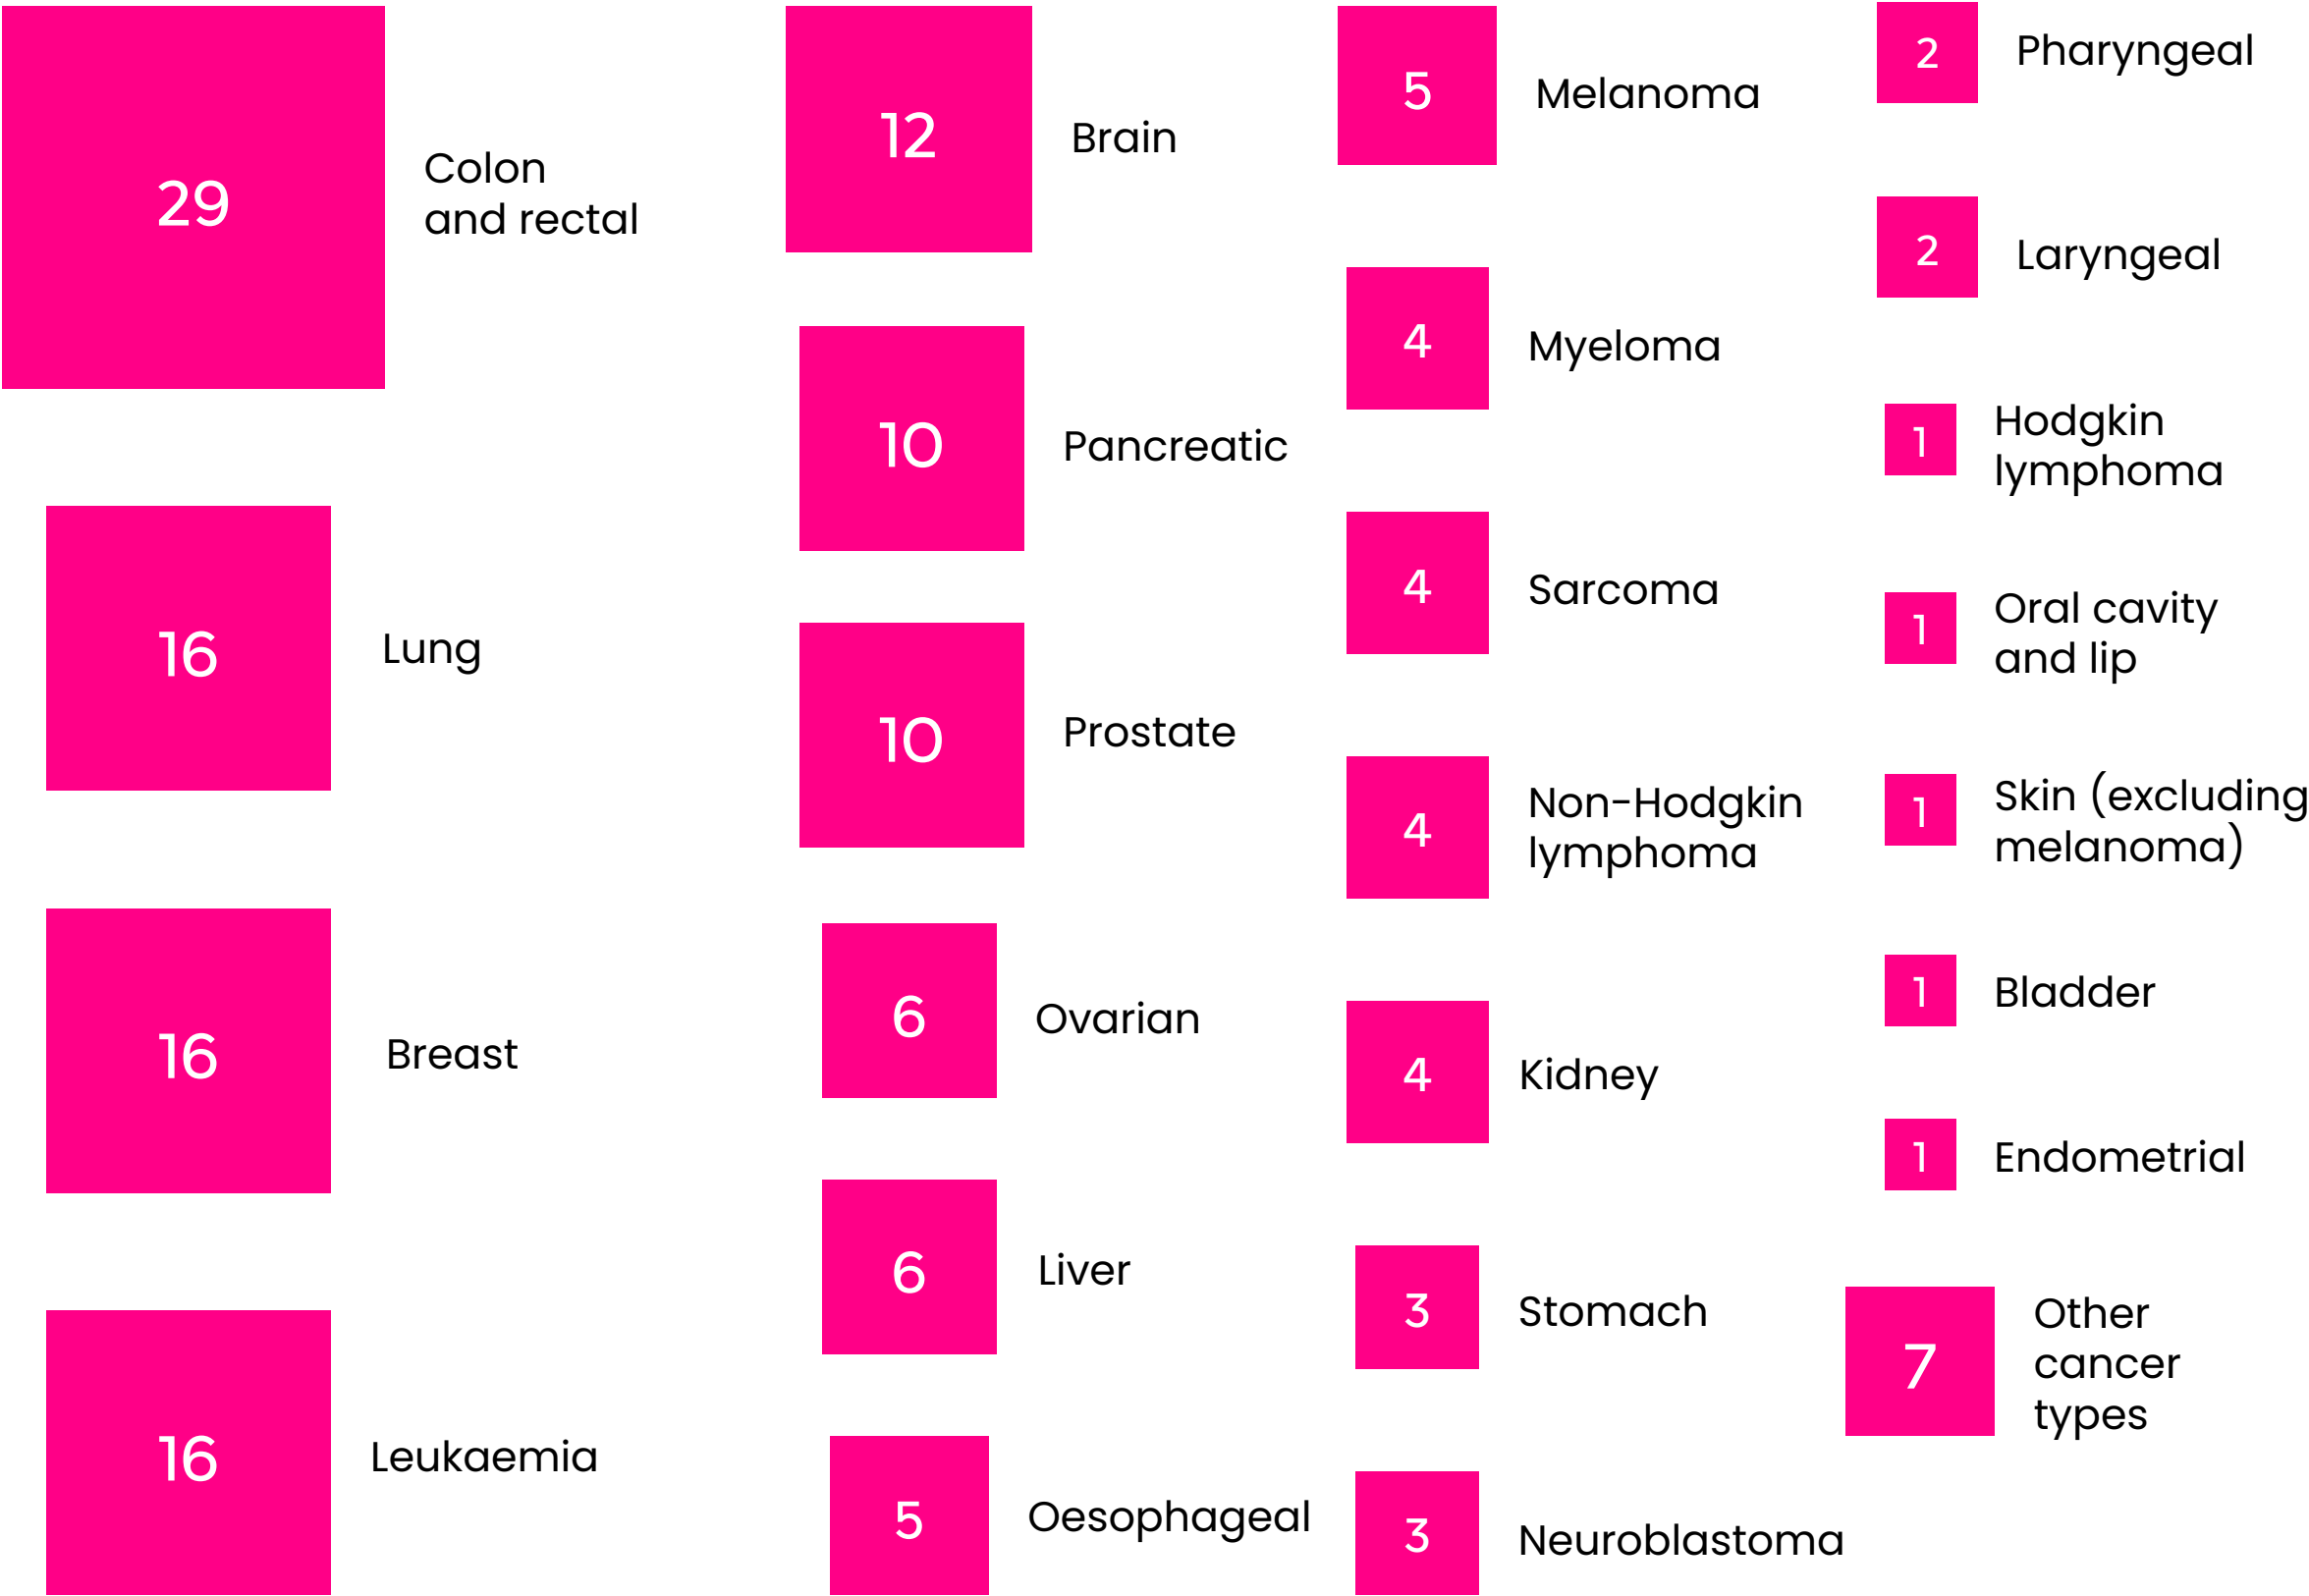 29
Colon
and rectal
16
Lung
16
Breast
16
Leukaemia
12
Brain
10
Pancreatic
10
Prostate
6
Ovarian
6
Liver
5
Oesophageal
5
Melanoma
4
Myeloma
4
Sarcoma
4
Non-Hodgkin
lymphoma
4
Kidney
3
Stomach
3
Neuroblastoma
2
Pharyngeal
2
Laryngeal
1
Hodgkin
lymphoma
1
Oral cavity
and lip
1
Skin (excluding
melanoma)
1
Bladder
1
Endometrial
7
Other
cancer
types